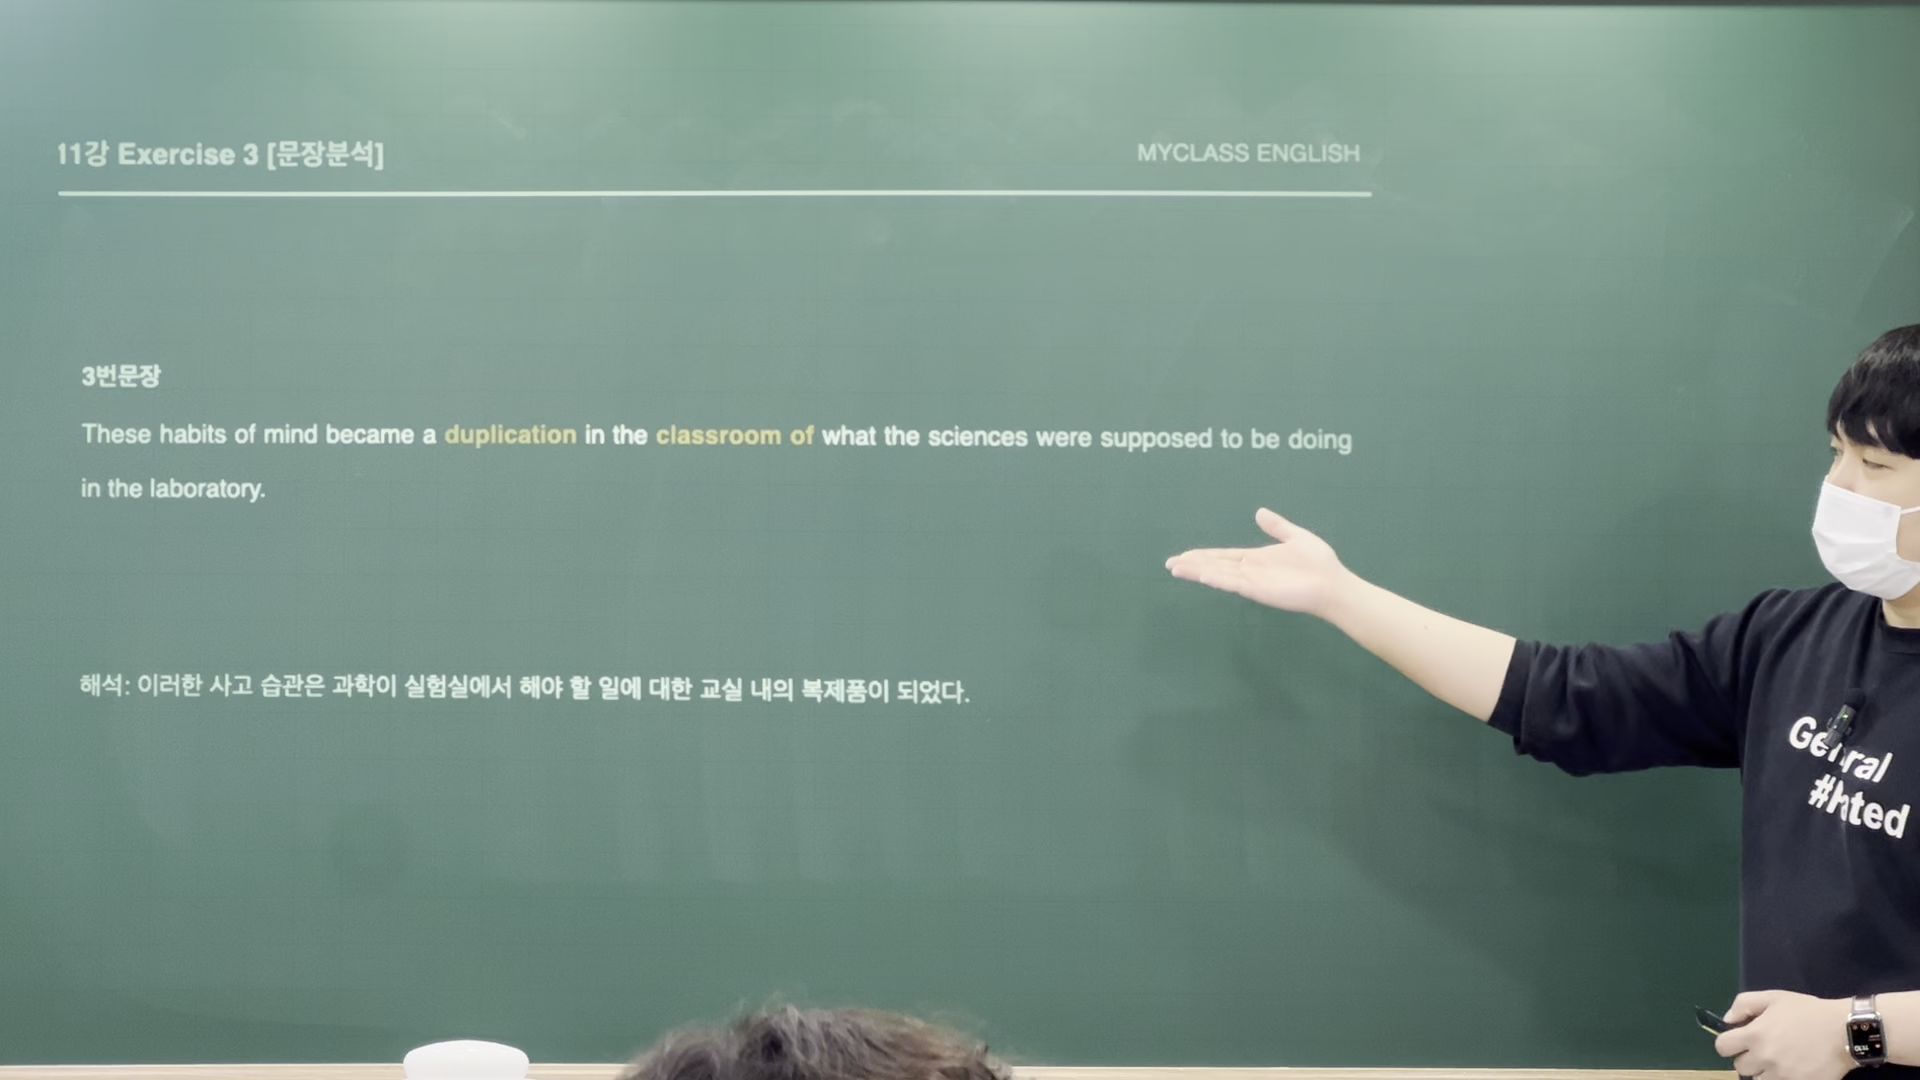 11강 Exercise 3 [문장분석]
MYCLASS ENGLISH
3번문장
These habits of mind became a duplication in the classroom of what the sciences were supposed to be doing
in the laboratory.
해석: 이러한 사고 습관은 과학이 실험실에서 해야 할 일에 대한 교실 내의 복제품이 되었다.